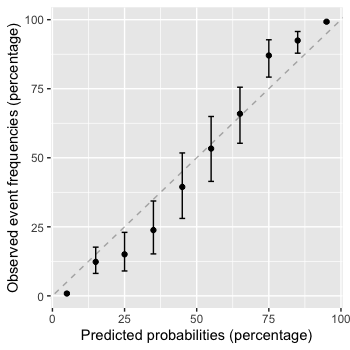 Observed event frequencies (percentage)
100
75
50
25
0
0 25 50 75 100
Predicted probabilities (percentage)